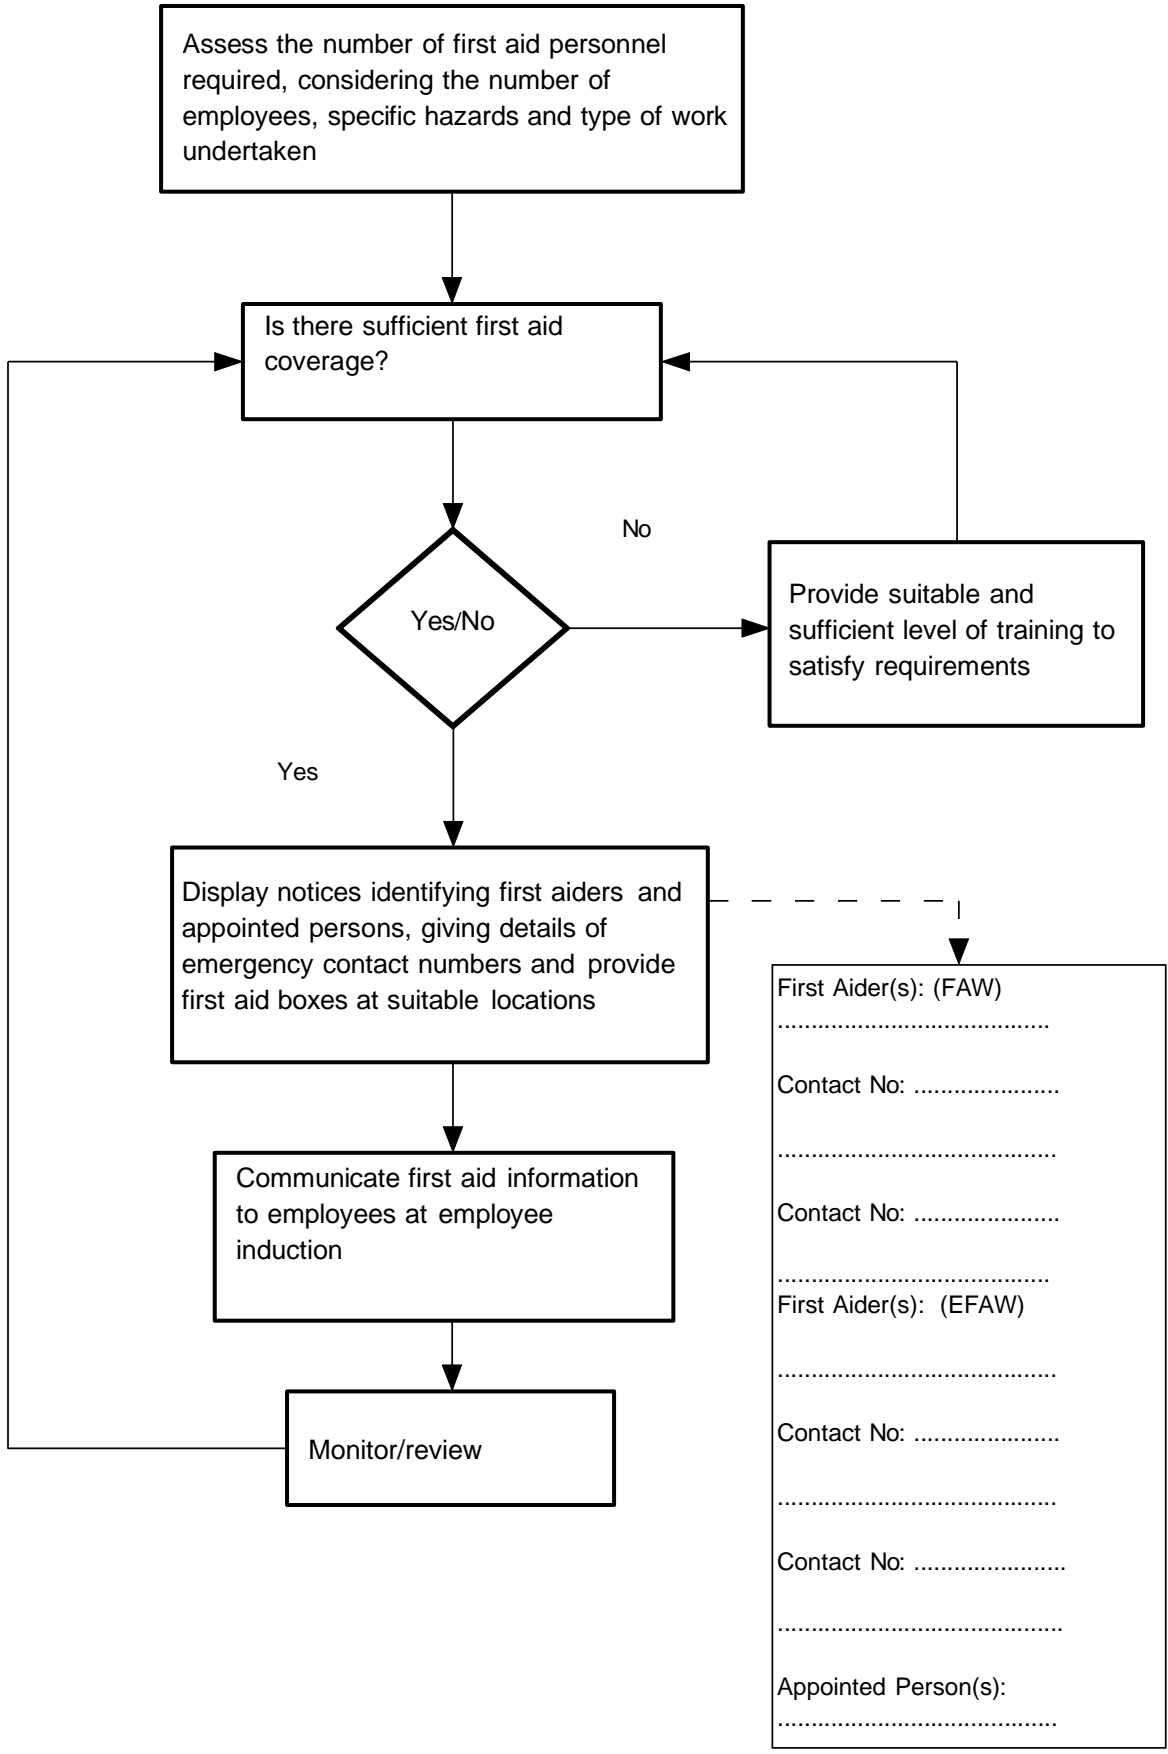 Assess the number of first aid personnel
required, considering the number of
employees, specific hazards and type of work
undertaken
Is there sufficient first aid
coverage?
No
Yes/No
Provide suitable and
sufficient level of training to
satisfy requirements
Yes
Display notices identifying first aiders and
appointed persons, giving details of
emergency contact numbers and provide
first aid boxes at suitable locations
Communicate first aid information
to employees at employee
induction
Monitor/review
First Aider(s): (FAW)
.........................................
Contact No: ......................
..........................................
Contact No: ......................
.........................................
First Aider(s): (EFAW)
..........................................
Contact No: ......................
..........................................
Contact No: .......................
...........................................
Appointed Person(s):
..........................................